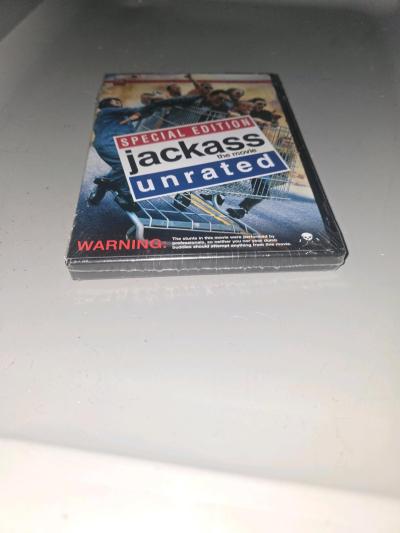 SPECIAL EDITION
jackass
the movie
unrated
WARNING:
The stunts in this movie were performed by
professionals, so neither you nor your dumb
buddies should attempt anything from this movie.